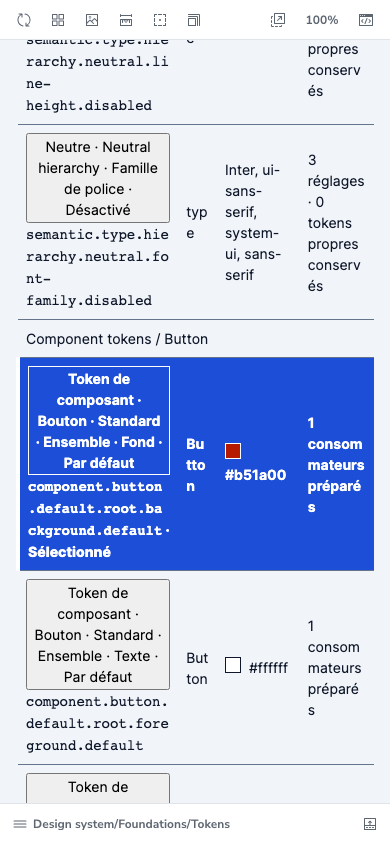 100%
semantic.type.hie
rarchy.neutral.li
ne-
height.disabled
e
propres
conserv
és
Neutre · Neutral
hierarchy · Famille
de police ·
Désactivé
semantic.type.hie
rarchy.neutral.fo
nt-
family.disabled
typ
e
Inter, ui-
sans-
serif,
system-
ui, sans-
serif
3
réglages
· 0
tokens
propres
conserv
és
Component tokens / Button
Token de
composant ·
Bouton · Standard
· Ensemble · Fond ·
Par défaut
component.button
.default.root.ba
ckground.default ·
Sélectionné
Bu
tto
n
#b51a00
1
consom
mateurs
préparé
s
Token de
composant ·
Bouton · Standard ·
Ensemble · Texte ·
Par défaut
component.button.
default.root.fore
ground.default
But
ton
#ffffff
1
consom
mateurs
préparé
s
Token de
Design system/Foundations/Tokens